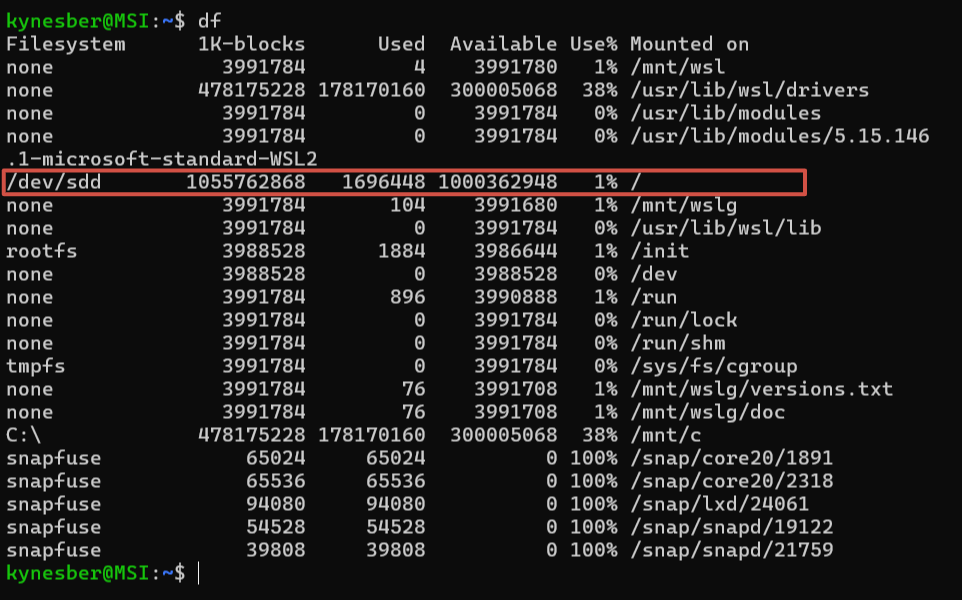 kynesber@MSI:~$ df
Filesystem      1K-blocks      Used  Available Use% Mounted on
none              3991784         4    3991780   1% /mnt/wsl
none            478175228 178170160  300005068  38% /usr/lib/wsl/drivers
none              3991784         0    3991784   0% /usr/lib/modules
none              3991784         0    3991784   0% /usr/lib/modules/5.15.146
.1-microsoft-standard-WSL2
/dev/sdd       1055762868   1696448 1000362948   1% /
none              3991784       104    3991680   1% /mnt/wslg
none              3991784         0    3991784   0% /usr/lib/wsl/lib
rootfs            3988528      1884    3986644   1% /init
none              3988528         0    3988528   0% /dev
none              3991784       896    3990888   1% /run
none              3991784         0    3991784   0% /run/lock
none              3991784         0    3991784   0% /run/shm
tmpfs             3991784         0    3991784   0% /sys/fs/cgroup
none              3991784        76    3991708   1% /mnt/wslg/versions.txt
none              3991784        76    3991708   1% /mnt/wslg/doc
C:\             478175228 178170160  300005068  38% /mnt/c
snapfuse            65024     65024          0 100% /snap/core20/1891
snapfuse            65536     65536          0 100% /snap/core20/2318
snapfuse            94080     94080          0 100% /snap/lxd/24061
snapfuse            54528     54528          0 100% /snap/snapd/19122
snapfuse            39808     39808          0 100% /snap/snapd/21759
kynesber@MSI:~$